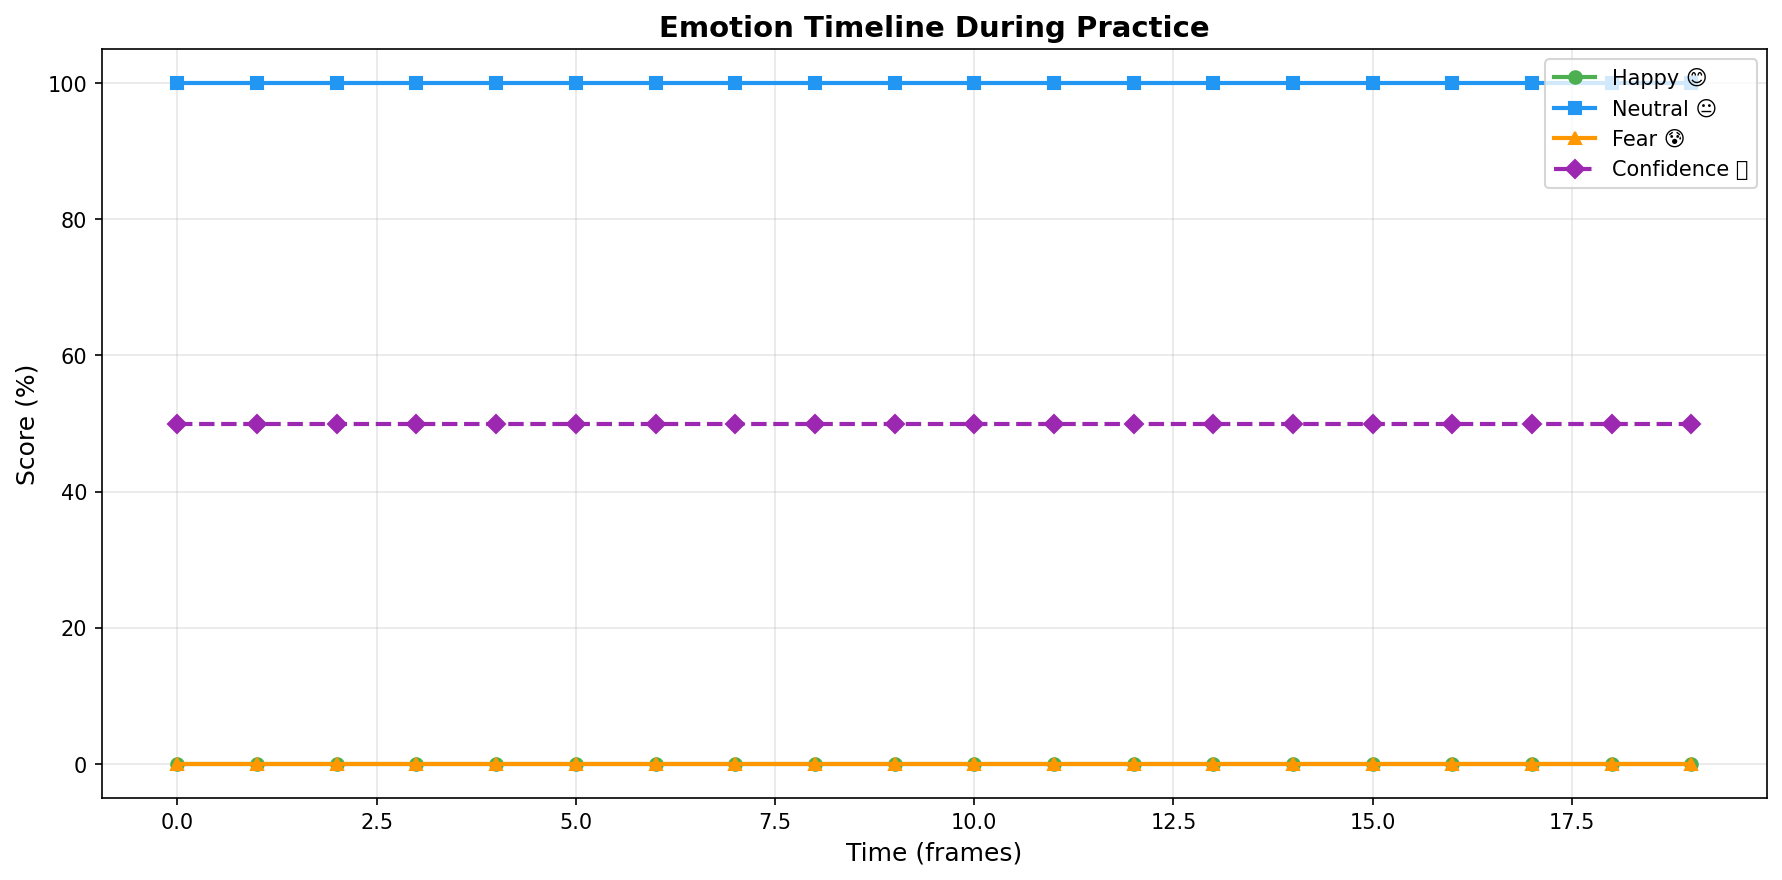 Emotion Timeline During Practice
Score (%)
100
80
60
40
20
0
Happy 😊
Neutral 😐
Fear 😰
Confidence ▯
0.0 2.5 5.0 7.5 10.0 12.5 15.0 17.5
Time (frames)